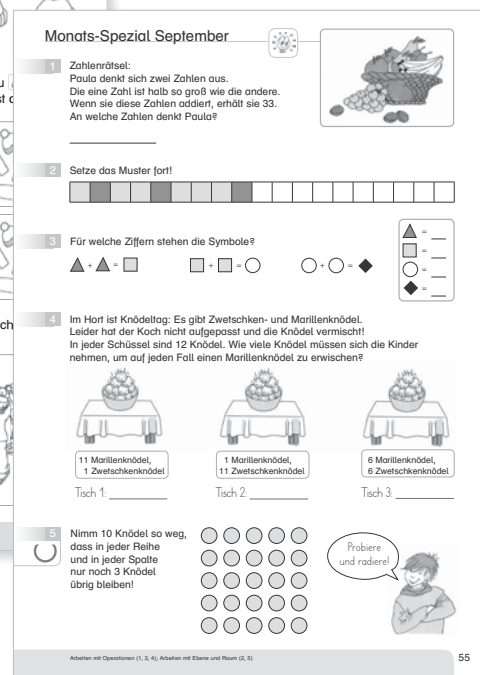 Monats-Spezial September
1
Zahlenrätsel:
Paula denkt sich zwei Zahlen aus.
Die eine Zahl ist halb so groß wie die andere.
Wenn sie diese Zahlen addiert, erhält sie 33.
An welche Zahlen denkt Paula?
2
Setze das Muster fort!
3
Für welche Ziffern stehen die Symbole?
+ =
+ =
+ =
=
=
=
=
4
Im Hort ist Knödeltag: Es gibt Zwetschken- und Marillenknödel.
Leider hat der Koch nicht aufgepasst und die Knödel vermischt!
In jeder Schüssel sind 12 Knödel. Wie viele Knödel müssen sich die Kinder
nehmen, um auf jeden Fall einen Marillenknödel zu erwischen?
11 Marillenknödel,
1 Zwetschkenknödel
1 Marillenknödel,
11 Zwetschkenknödel
6 Marillenknödel,
6 Zwetschkenknödel
Tisch 1:
Tisch 2:
Tisch 3:
5
Nimm 10 Knödel so weg,
dass in jeder Reihe
und in jeder Spalte
nur noch 3 Knödel
übrig bleiben!
Probiere
und radiere!
Arbeiten mit Operationen (1, 3, 4); Arbeiten mit Ebene und Raum (2, 5)
55